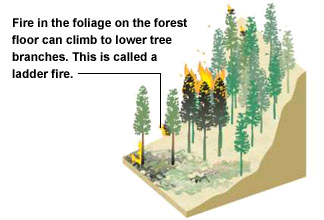 Fire in the foliage on the forest
floor can climb to lower tree
branches. This is called a
ladder fire.